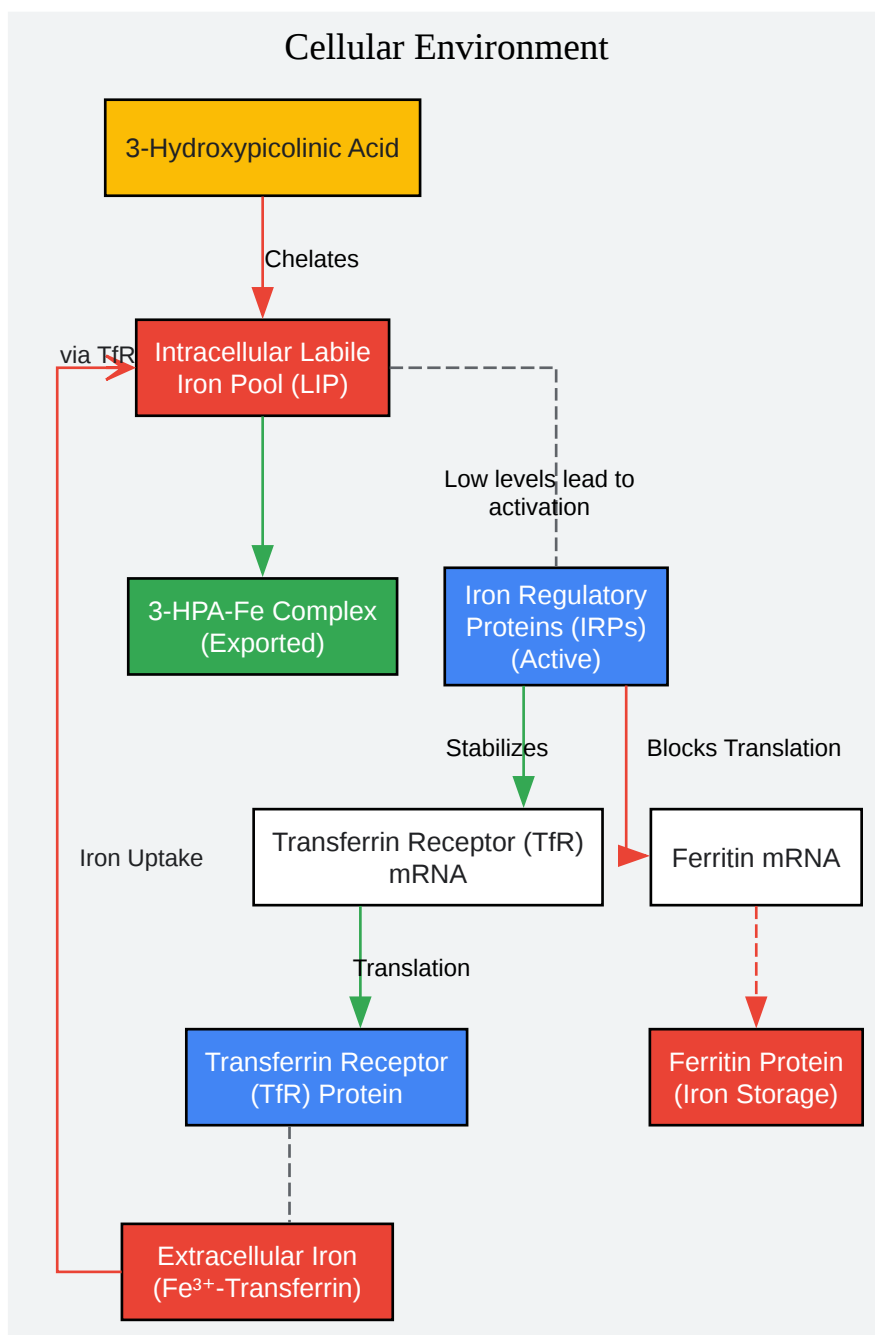 Cellular Environment
3-Hydroxypicolinic Acid
Chelates
via TfR
Intracellular Labile
Iron Pool (LIP)
Low levels lead to
activation
3-HPA-Fe Complex
(Exported)
Iron Regulatory
Proteins (IRPs)
(Active)
Stabilizes
Blocks Translation
Transferrin Receptor (TfR)
mRNA
Ferritin mRNA
Iron Uptake
Translation
Transferrin Receptor
(TfR) Protein
Ferritin Protein
(Iron Storage)
Extracellular Iron
(Fe³⁺-Transferrin)